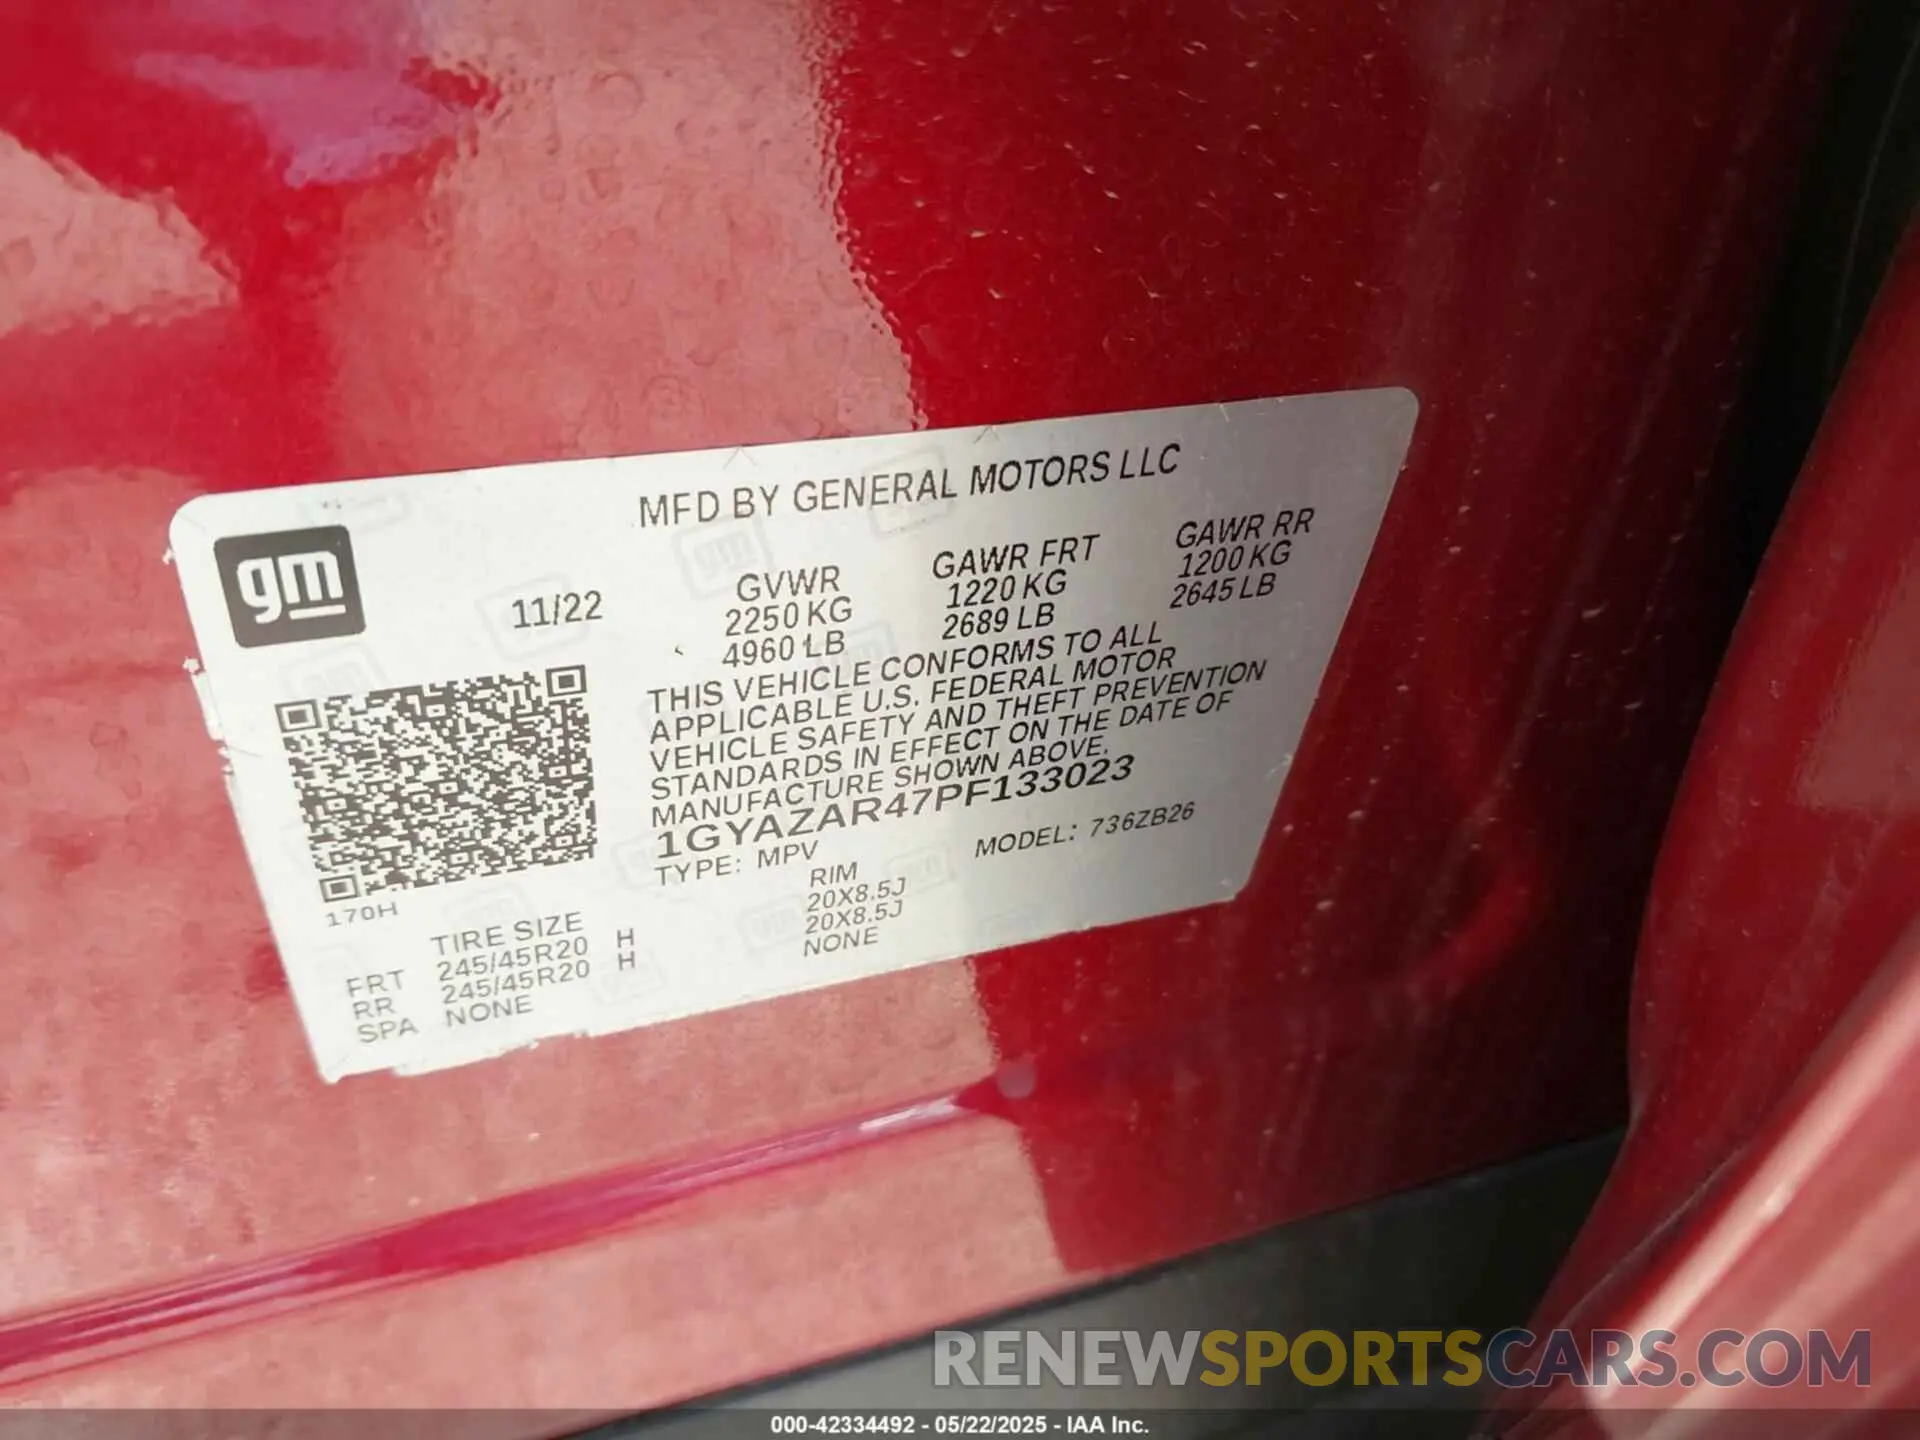 MFD BY GENERAL MOTORS LLC
gm
11/22
GVWR
2250 KG
4960 LB
GAWR FRT
1220 KG
2689 LB
GAWR RR
1200 KG
2645 LB
THIS VEHICLE CONFORMS TO ALL
APPLICABLE U.S. FEDERAL MOTOR
VEHICLE SAFETY AND THEFT PREVENTION
STANDARDS IN EFFECT ON THE DATE OF
MANUFACTURE SHOWN ABOVE.
1GYAZAR47PF133023
TYPE: MPV
MODEL: 736ZB26
170H
TIRE SIZE
RIM
FRT 245/45R20 H 20X8.5J
RR 245/45R20 H 20X8.5J
SPA NONE NONE
RENEWSPORTSCARS.COM
000-42334492 - 05/22/2025 - IAA Inc.